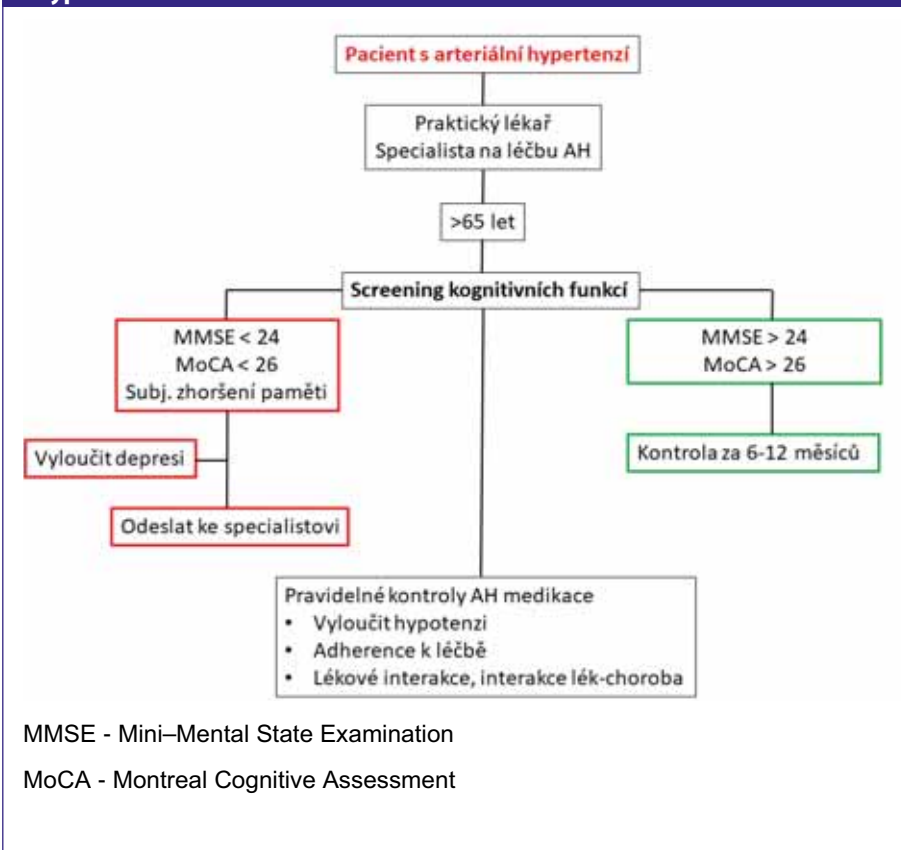 Pacient s arteriální hypertenzí
Praktický lékař
Specialista na léčbu AH
>65 let
Screening kognitivních funkcí
MMSE < 24
MoCA < 26
Subj. zhoršení paměti
MMSE > 24
MoCA > 26
Vyloučit depresi
Kontrola za 6-12 měsíců
Odeslat ke specialistovi
Pravidelné kontroly AH medikace
• Vyloučit hypotenzi
• Adherence k léčbě
• Lékové interakce, interakce lék-choroba
MMSE - Mini–Mental State Examination
MoCA - Montreal Cognitive Assessment